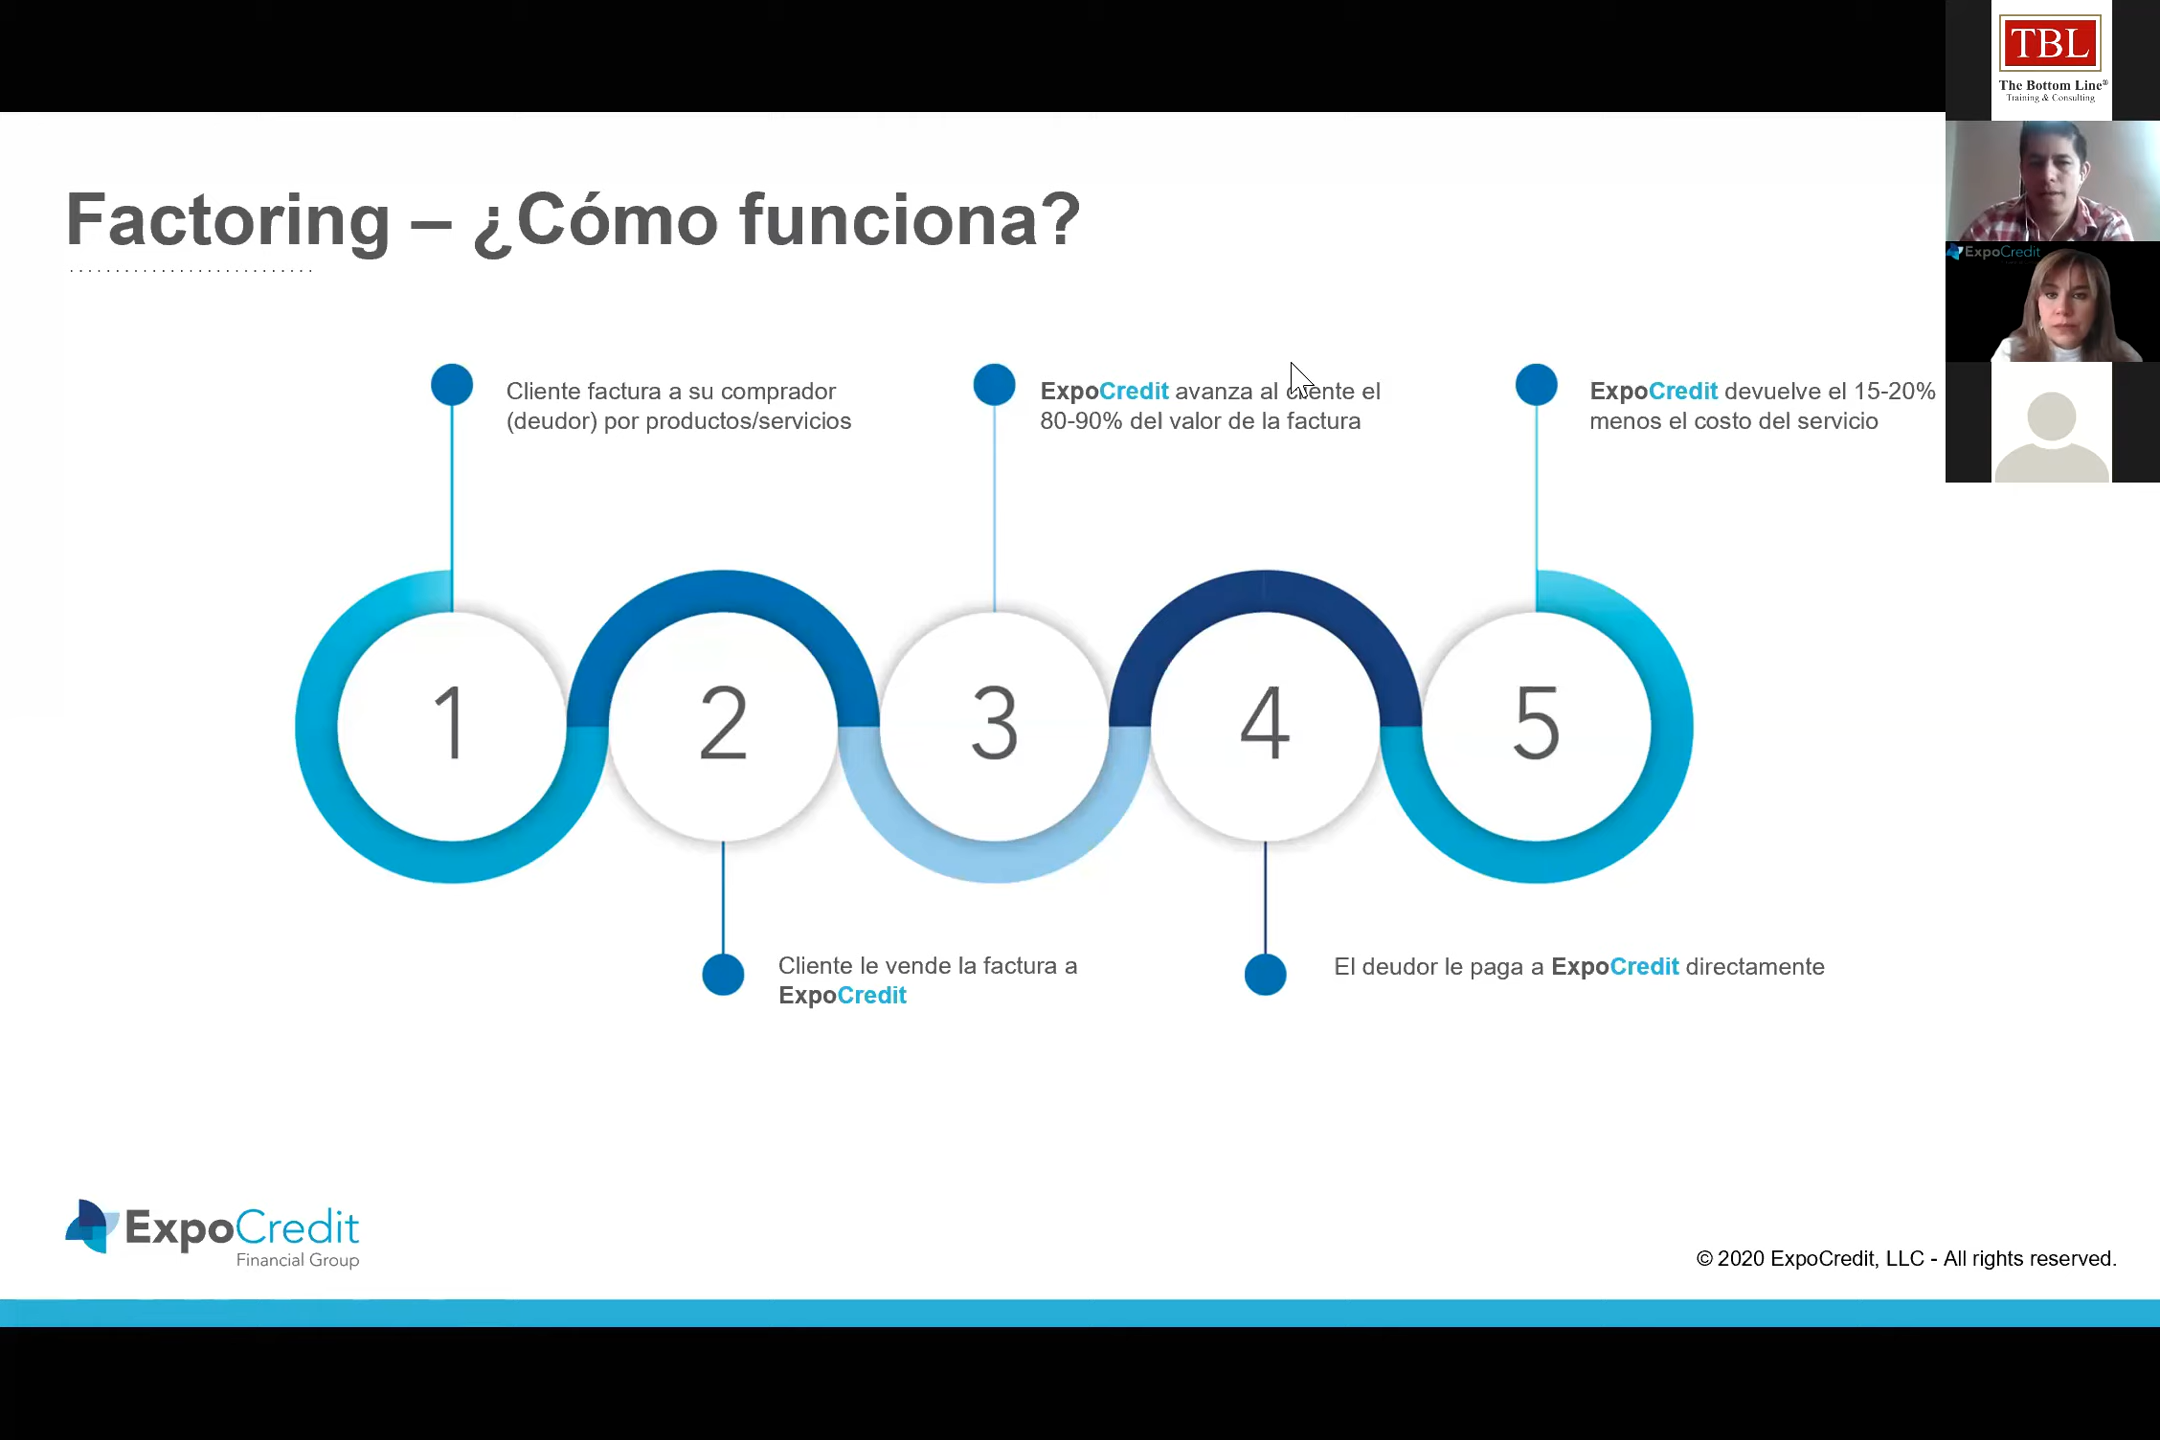 TBL
The Bottom Line®
Training & Consulting
ExpoCredit
Factoring – ¿Cómo funciona?
Cliente factura a su comprador
(deudor) por productos/servicios
ExpoCredit avanza al cliente el
80-90% del valor de la factura
ExpoCredit devuelve el 15-20%
menos el costo del servicio
1
2
3
4
5
Cliente le vende la factura a
ExpoCredit
El deudor le paga a ExpoCredit directamente
ExpoCredit
Financial Group
© 2020 ExpoCredit, LLC - All rights reserved.